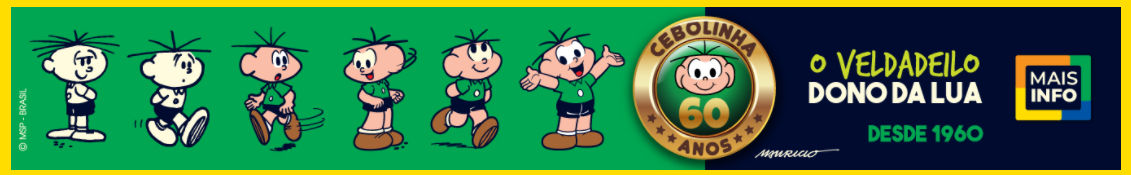 © MSP - BRASIL
CEBOLINHA
60
ANOS
MAURICIO
O VELDADEILO
DONO DA LUA
DESDE 1960
MAIS
INFO